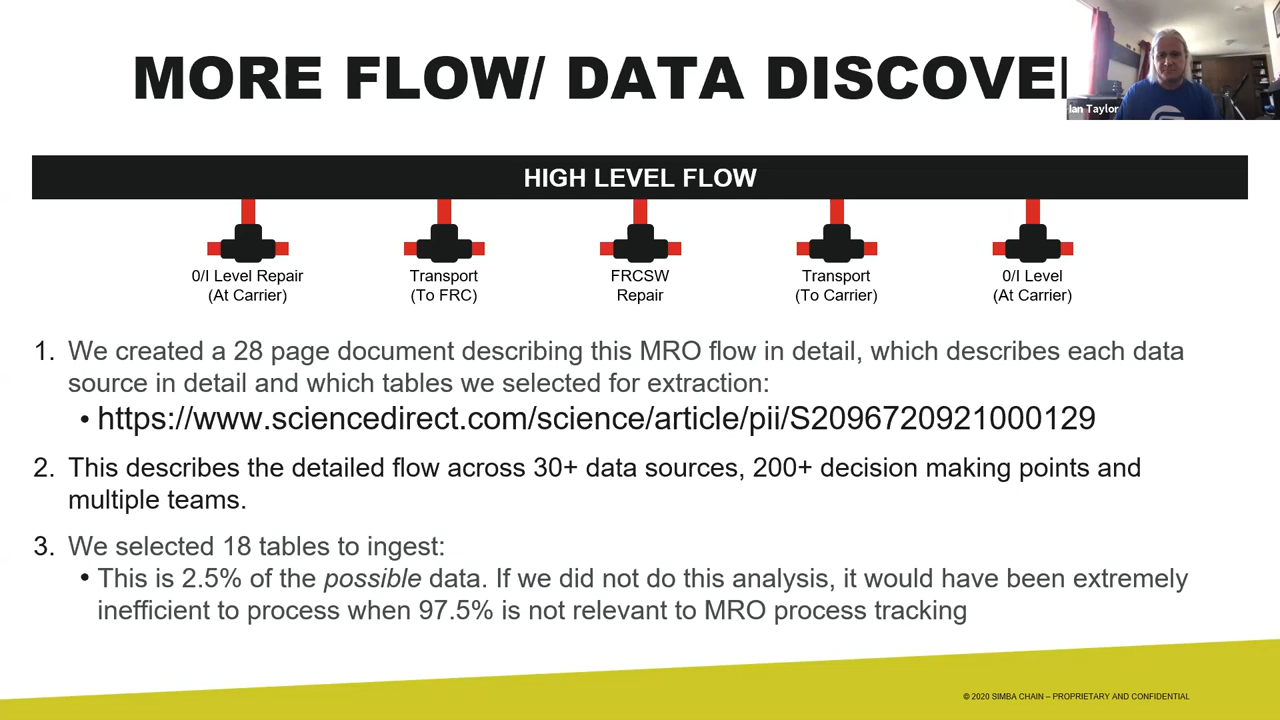 MORE FLOW/ DATA DISCOVE
Ian Taylor
HIGH LEVEL FLOW
0/I Level Repair
(At Carrier)
Transport
(To FRC)
FRCSW
Repair
Transport
(To Carrier)
0/I Level
(At Carrier)
1. We created a 28 page document describing this MRO flow in detail, which describes each data
source in detail and which tables we selected for extraction:
• https://www.sciencedirect.com/science/article/pii/S2096720921000129
2. This describes the detailed flow across 30+ data sources, 200+ decision making points and
multiple teams.
3. We selected 18 tables to ingest:
• This is 2.5% of the possible data. If we did not do this analysis, it would have been extremely
inefficient to process when 97.5% is not relevant to MRO process tracking
© 2020 SIMBA CHAIN – PROPRIETARY AND CONFIDENTIAL